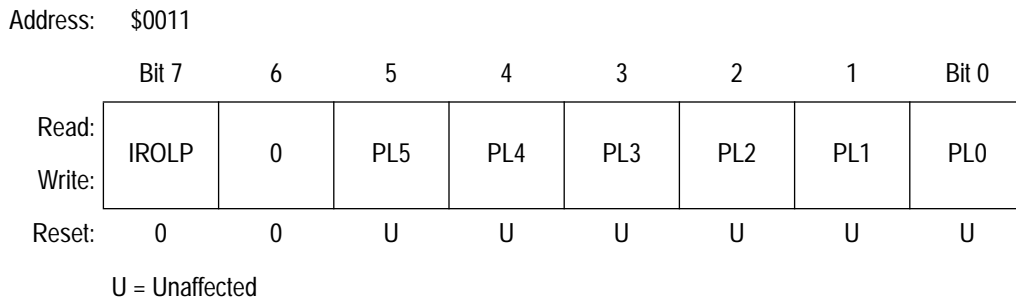 Address: $0011
Bit 7 6 5 4 3 2 1 Bit 0
Read:
IROLP 0 PL5 PL4 PL3 PL2 PL1 PL0
Write:
Reset: 0 0 U U U U U U
U = Unaffected